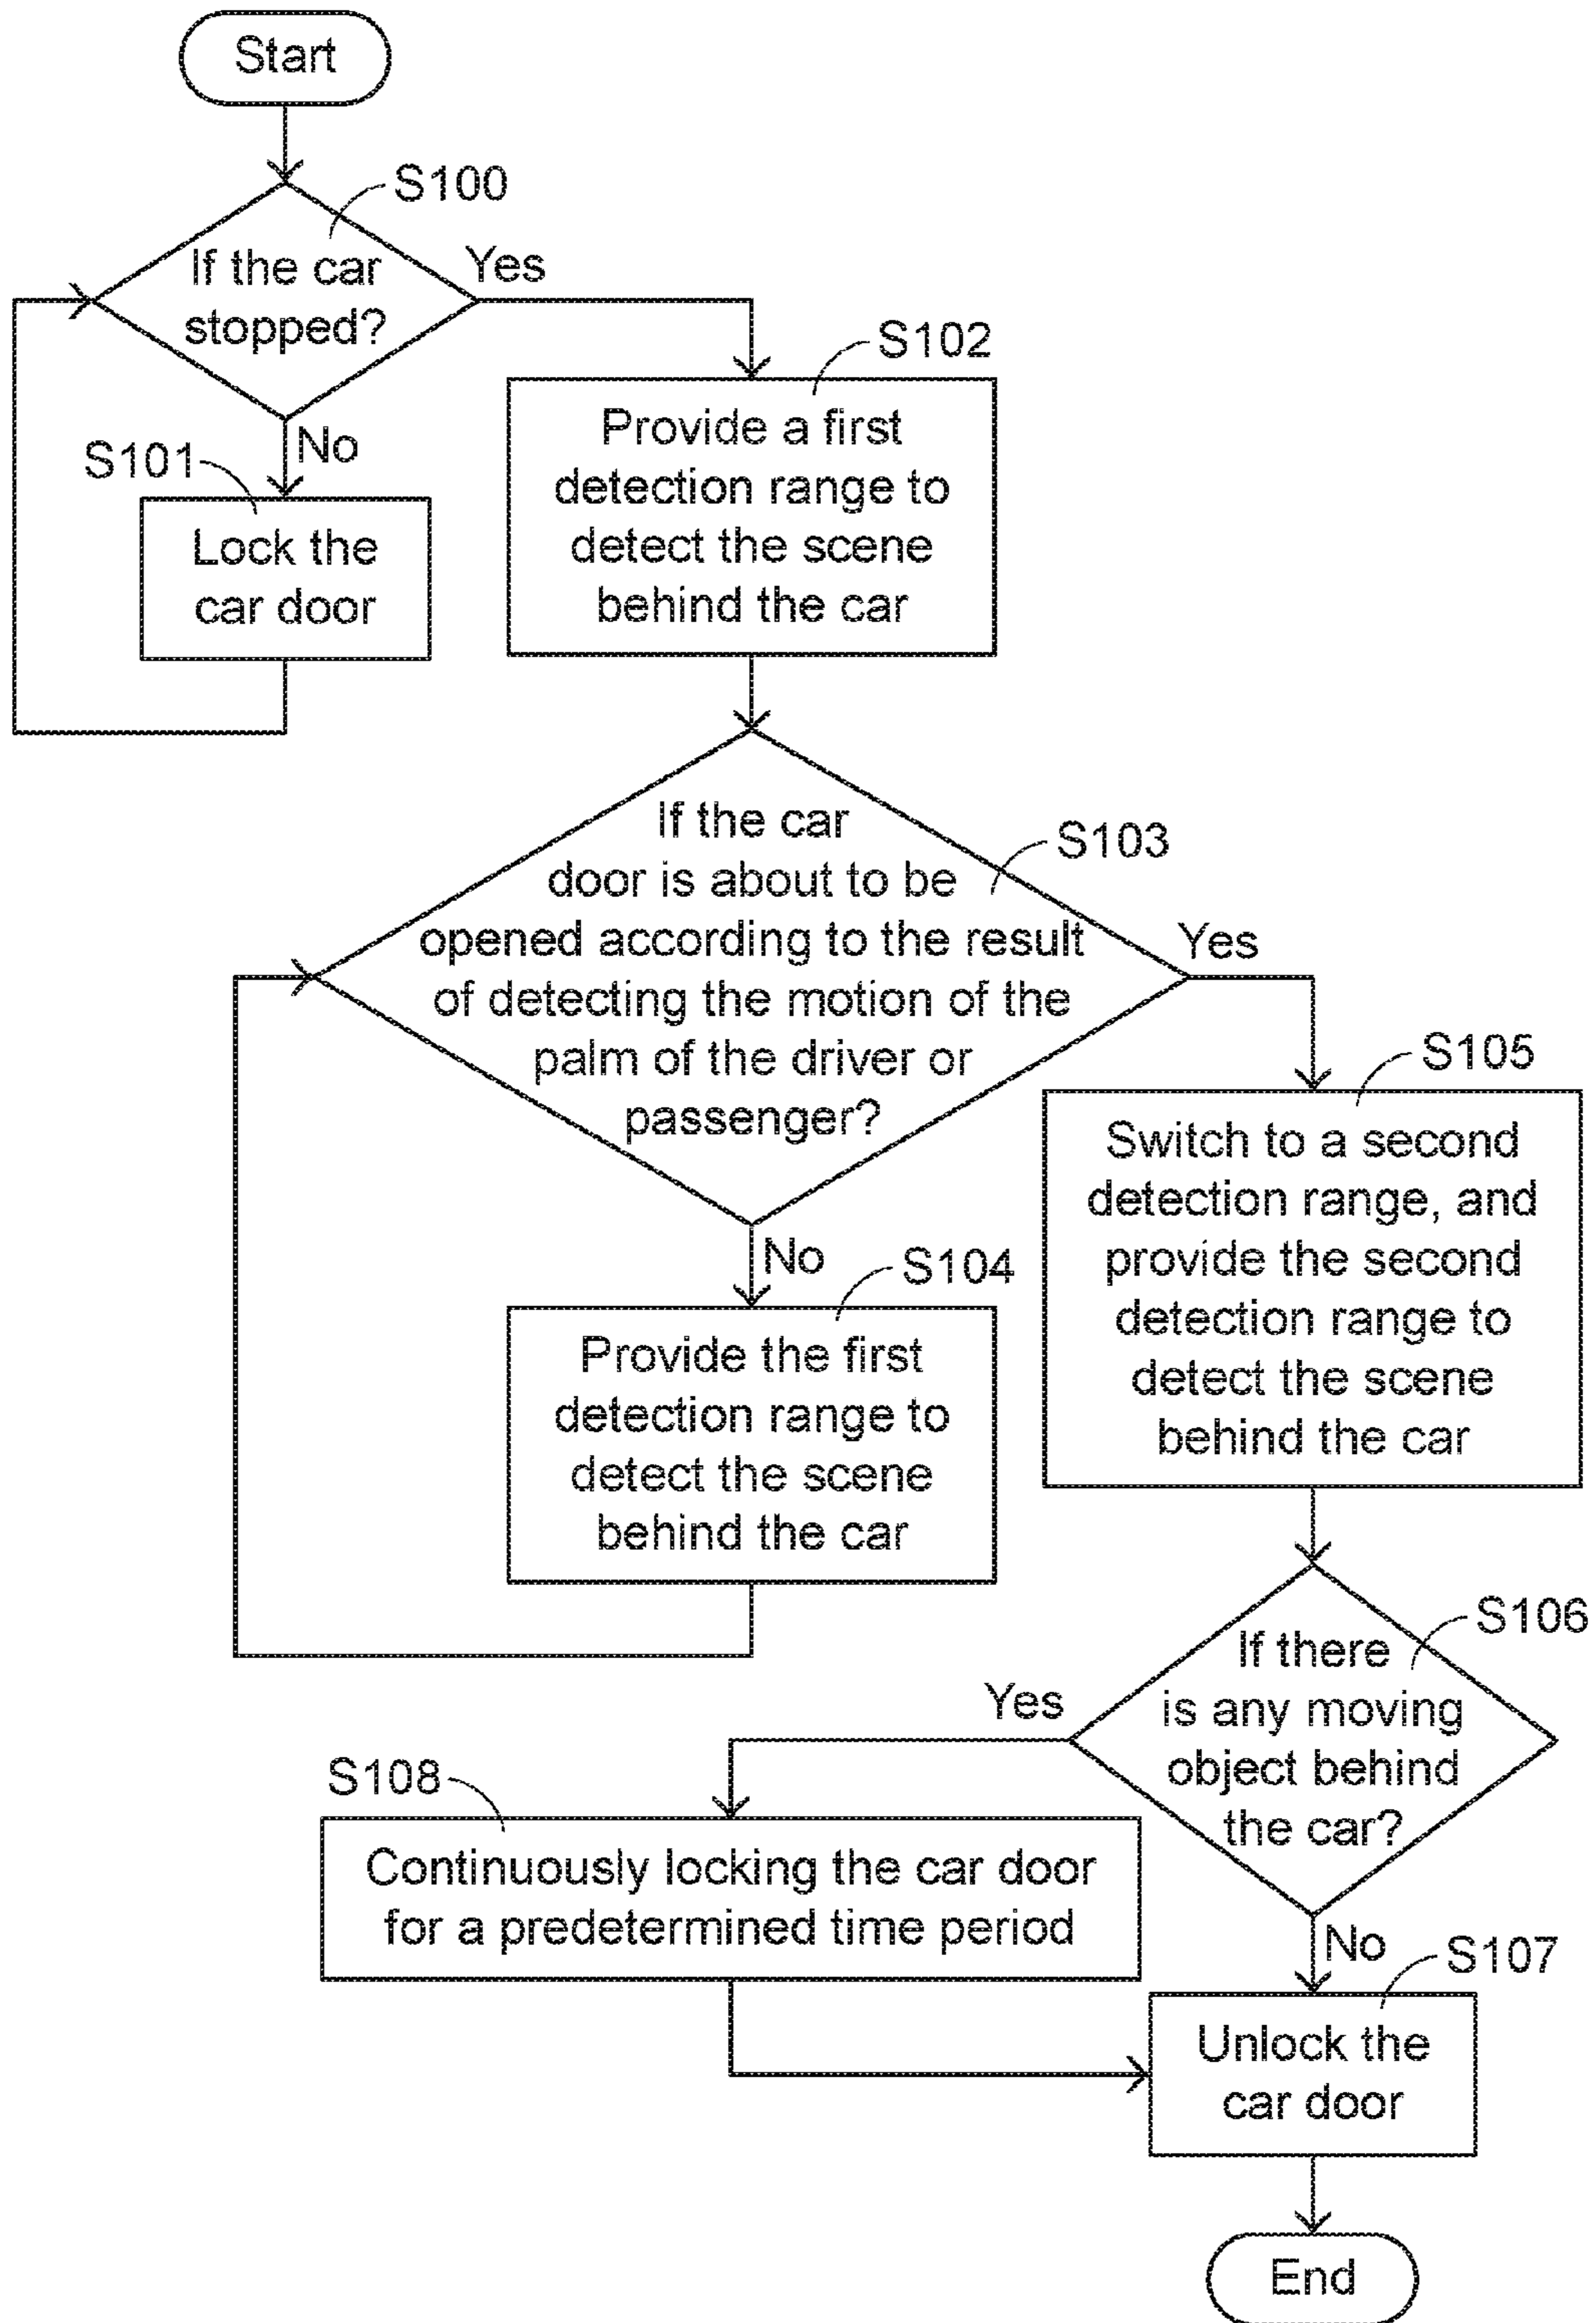 Start
S100
If the car
stopped?
Yes
No
S101
Lock the
car door
S102
Provide a first
detection range to
detect the scene
behind the car
S103
If the car
door is about to be
opened according to the result
of detecting the motion of the
palm of the driver or
passenger?
Yes
No
S104
Provide the first
detection range to
detect the scene
behind the car
S105
Switch to a second
detection range, and
provide the second
detection range to
detect the scene
behind the car
S106
If there
is any moving
object behind
the car?
Yes
No
S108
Continuously locking the car door
for a predetermined time period
S107
Unlock the
car door
End